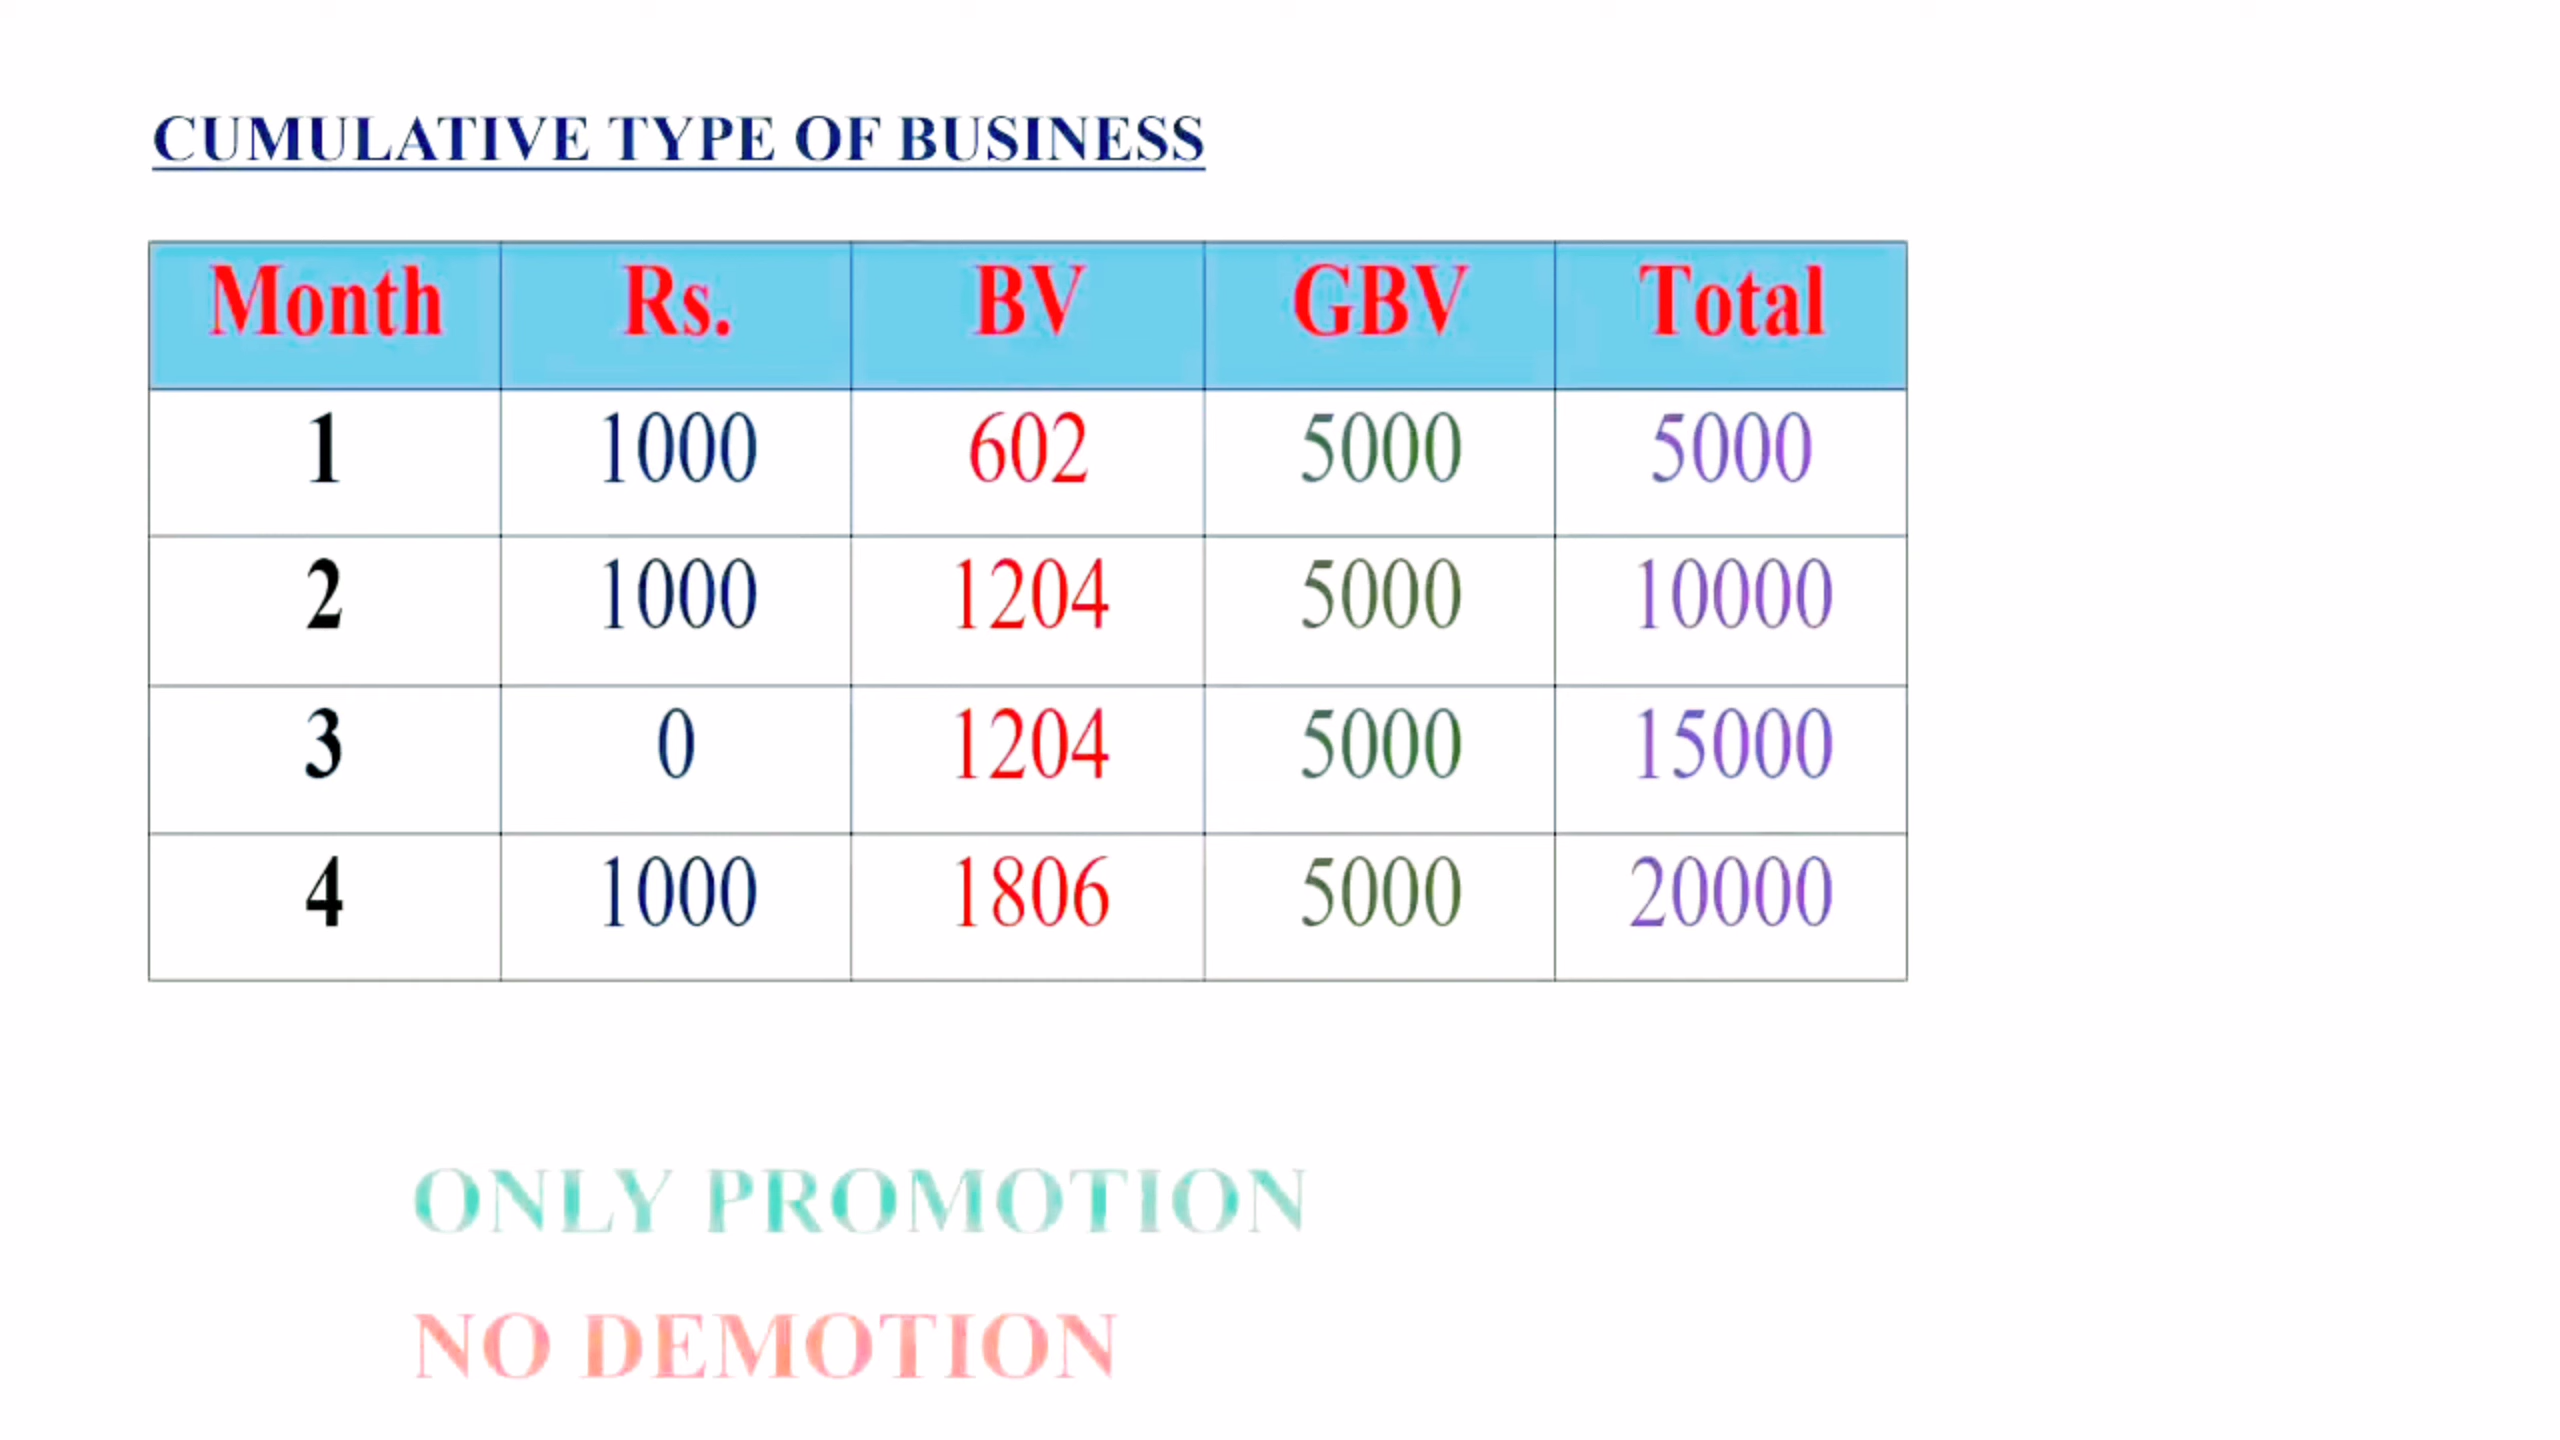 CUMULATIVE TYPE OF BUSINESS
Month Rs. BV GBV Total
1 1000 602 5000 5000
2 1000 1204 5000 10000
3 0 1204 5000 15000
4 1000 1806 5000 20000
ONLY PROMOTION
NO DEMOTION